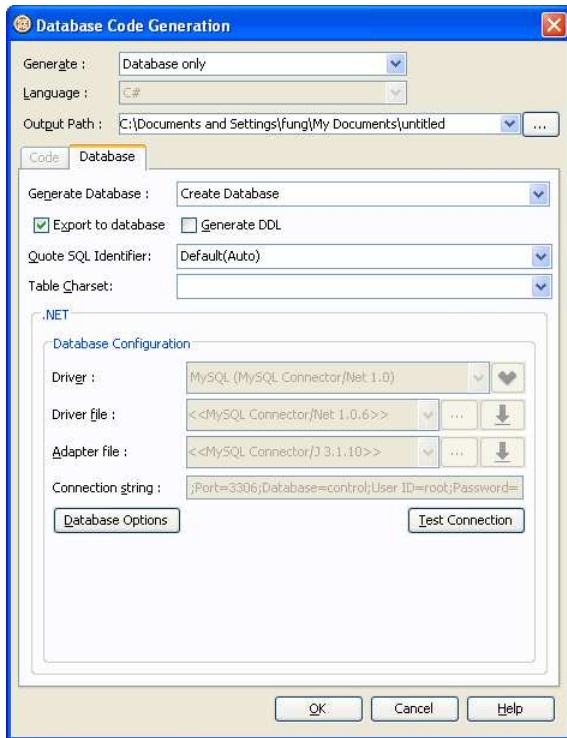 Database Code Generation
Generate : Database only
Language : C#
Output Path : C:\Documents and Settings\fung\My Documents\untitled ...
Code Database
Generate Database : Create Database
Export to database Generate DDL
Quote SQL Identifier: Default(Auto)
Table Charset:
.NET
Database Configuration
Driver : MySQL (MySQL Connector/Net 1.0)
Driver file : <<MySQL Connector/Net 1.0.6>> ...
Adapter file : <<MySQL Connector/J 3.1.10>> ...
Connection string : ;Port=3306;Database=control;User ID=root;Password=
Database Options Test Connection
OK Cancel Help